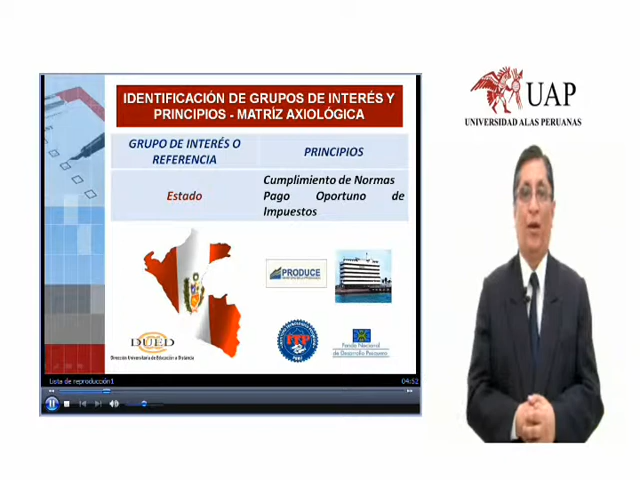 IDENTIFICACIÓN DE GRUPOS DE INTERÉS Y
PRINCIPIOS - MATRÍZ AXIOLÓGICA
GRUPO DE INTERÉS O
REFERENCIA
PRINCIPIOS
Estado
Cumplimiento de Normas
Pago Oportuno de
Impuestos
PRODUCE
DUED
Dirección Universitaria de Educación a Distancia
ITP
Fondo Nacional
de Desarrollo Pesquero
Lista de reproducción1
04:52
UAP
UNIVERSIDAD ALAS PERUANAS